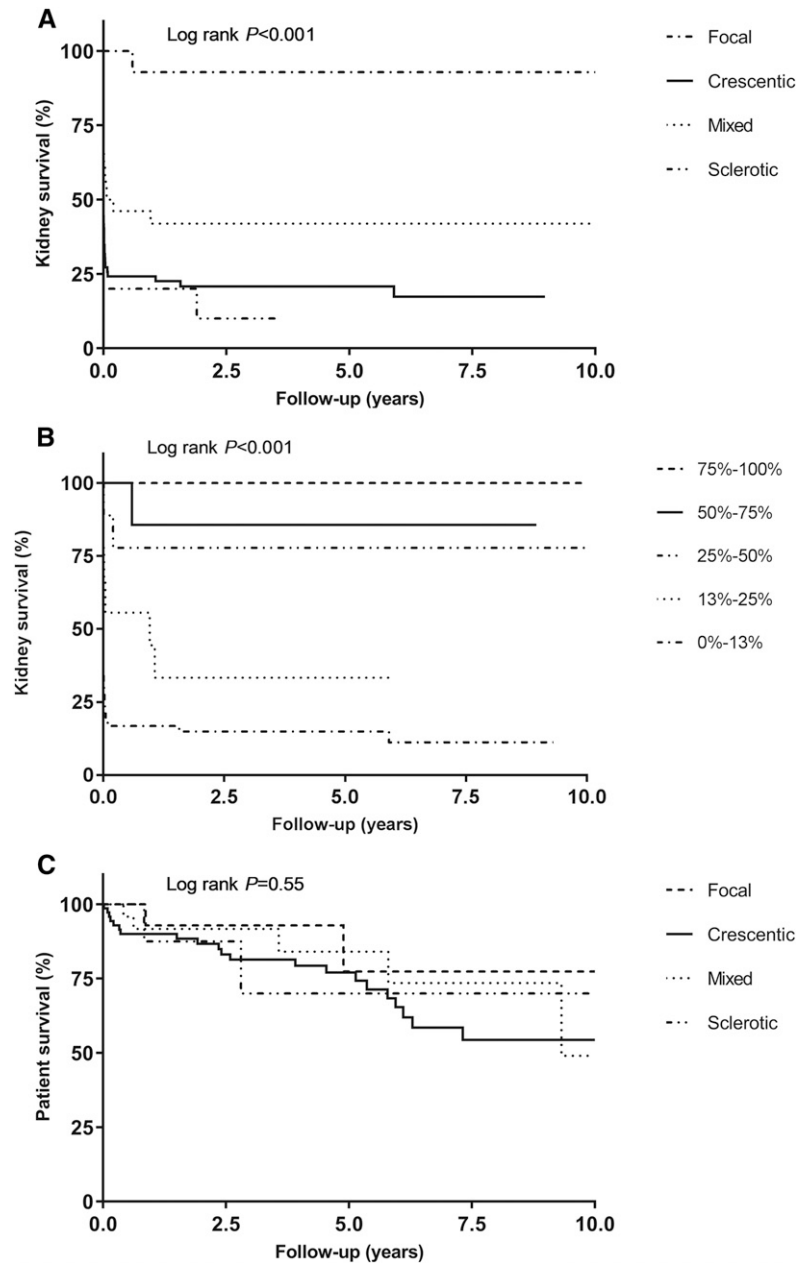 A
Log rank P<0.001
Kidney survival (%)
100
75
50
25
0
0.0 2.5 5.0 7.5 10.0
Follow-up (years)
Focal
Crescentic
Mixed
Sclerotic
B
Log rank P<0.001
Kidney survival (%)
100
75
50
25
0
0.0 2.5 5.0 7.5 10.0
Follow-up (years)
75%-100%
50%-75%
25%-50%
13%-25%
0%-13%
C
Log rank P=0.55
Patient survival (%)
100
75
50
25
0
0.0 2.5 5.0 7.5 10.0
Follow-up (years)
Focal
Crescentic
Mixed
Sclerotic